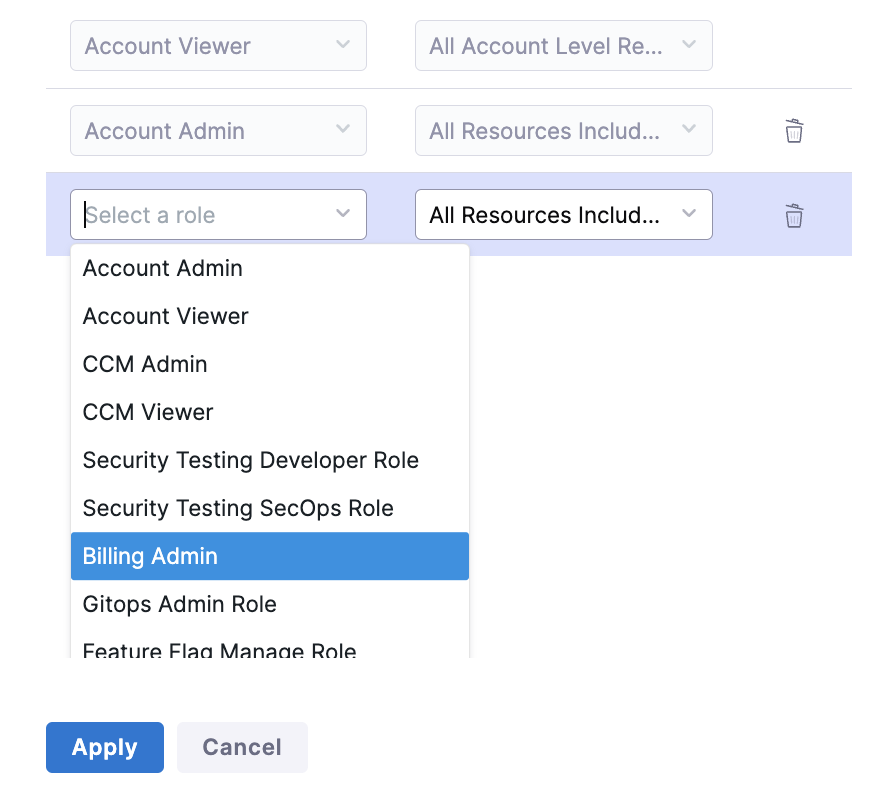 Account Viewer All Account Level Re...
Account Admin All Resources Includ...
Select a role All Resources Includ...
Account Admin
Account Viewer
CCM Admin
CCM Viewer
Security Testing Developer Role
Security Testing SecOps Role
Billing Admin
Gitops Admin Role
Feature Flag Manage Role
Apply Cancel